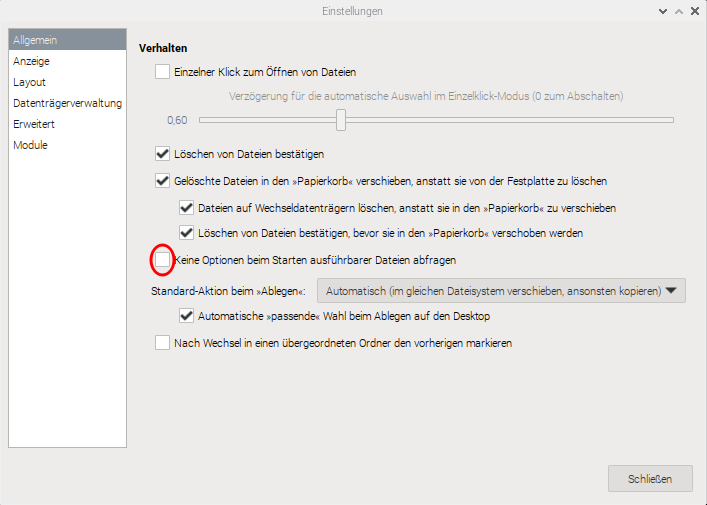 Einstellungen
Allgemein
Anzeige
Layout
Datenträgerverwaltung
Erweitert
Module
Verhalten
Einzelner Klick zum Öffnen von Dateien
Verzögerung für die automatische Auswahl im Einzelklick-Modus (0 zum Abschalten)
0,60
Löschen von Dateien bestätigen
Gelöschte Dateien in den »Papierkorb« verschieben, anstatt sie von der Festplatte zu löschen
Dateien auf Wechseldatenträgern löschen, anstatt sie in den »Papierkorb« zu verschieben
Löschen von Dateien bestätigen, bevor sie in den »Papierkorb« verschoben werden
Keine Optionen beim Starten ausführbarer Dateien abfragen
Standard-Aktion beim »Ablegen«: Automatisch (im gleichen Dateisystem verschieben, ansonsten kopieren)
Automatische »passende« Wahl beim Ablegen auf den Desktop
Nach Wechsel in einen übergeordneten Ordner den vorherigen markieren
Schließen